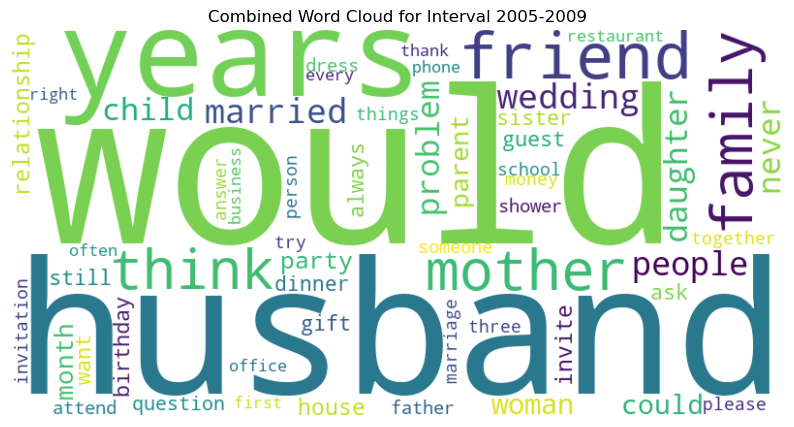 Combined Word Cloud for Interval 2005-2009
relationship
right
years
dress
every
thank
phone
friend
restaurant
family
child
married
things
problem
parent
wedding
sister
guest
daughter
never
would
answer
business
person
always
school
money
shower
together
often
try
someone
still
think
party
dinner
mother
people
ask
invitation
husband
month
want
birthday
gift
office
marriage
three
invite
attend
question
first
house
father
woman
could
please